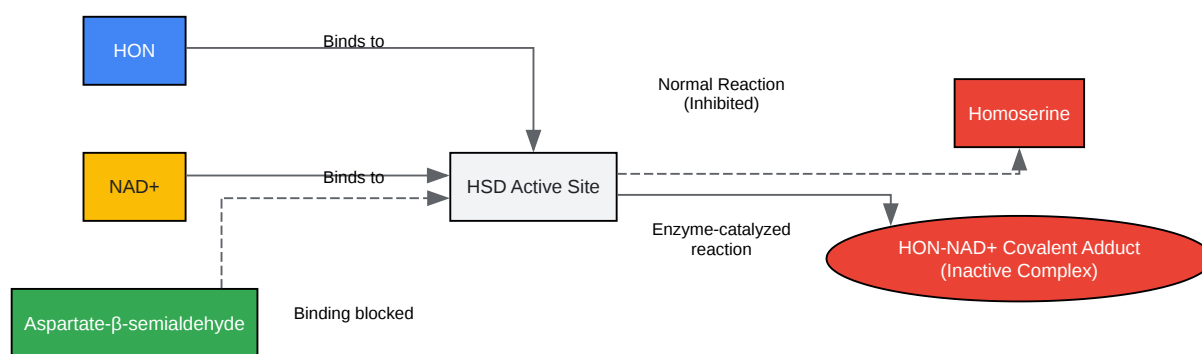 HON
Binds to
Normal Reaction
(Inhibited)
Homoserine
NAD+
Binds to
HSD Active Site
Enzyme-catalyzed
reaction
HON-NAD+ Covalent Adduct
(Inactive Complex)
Aspartate-β-semialdehyde
Binding blocked